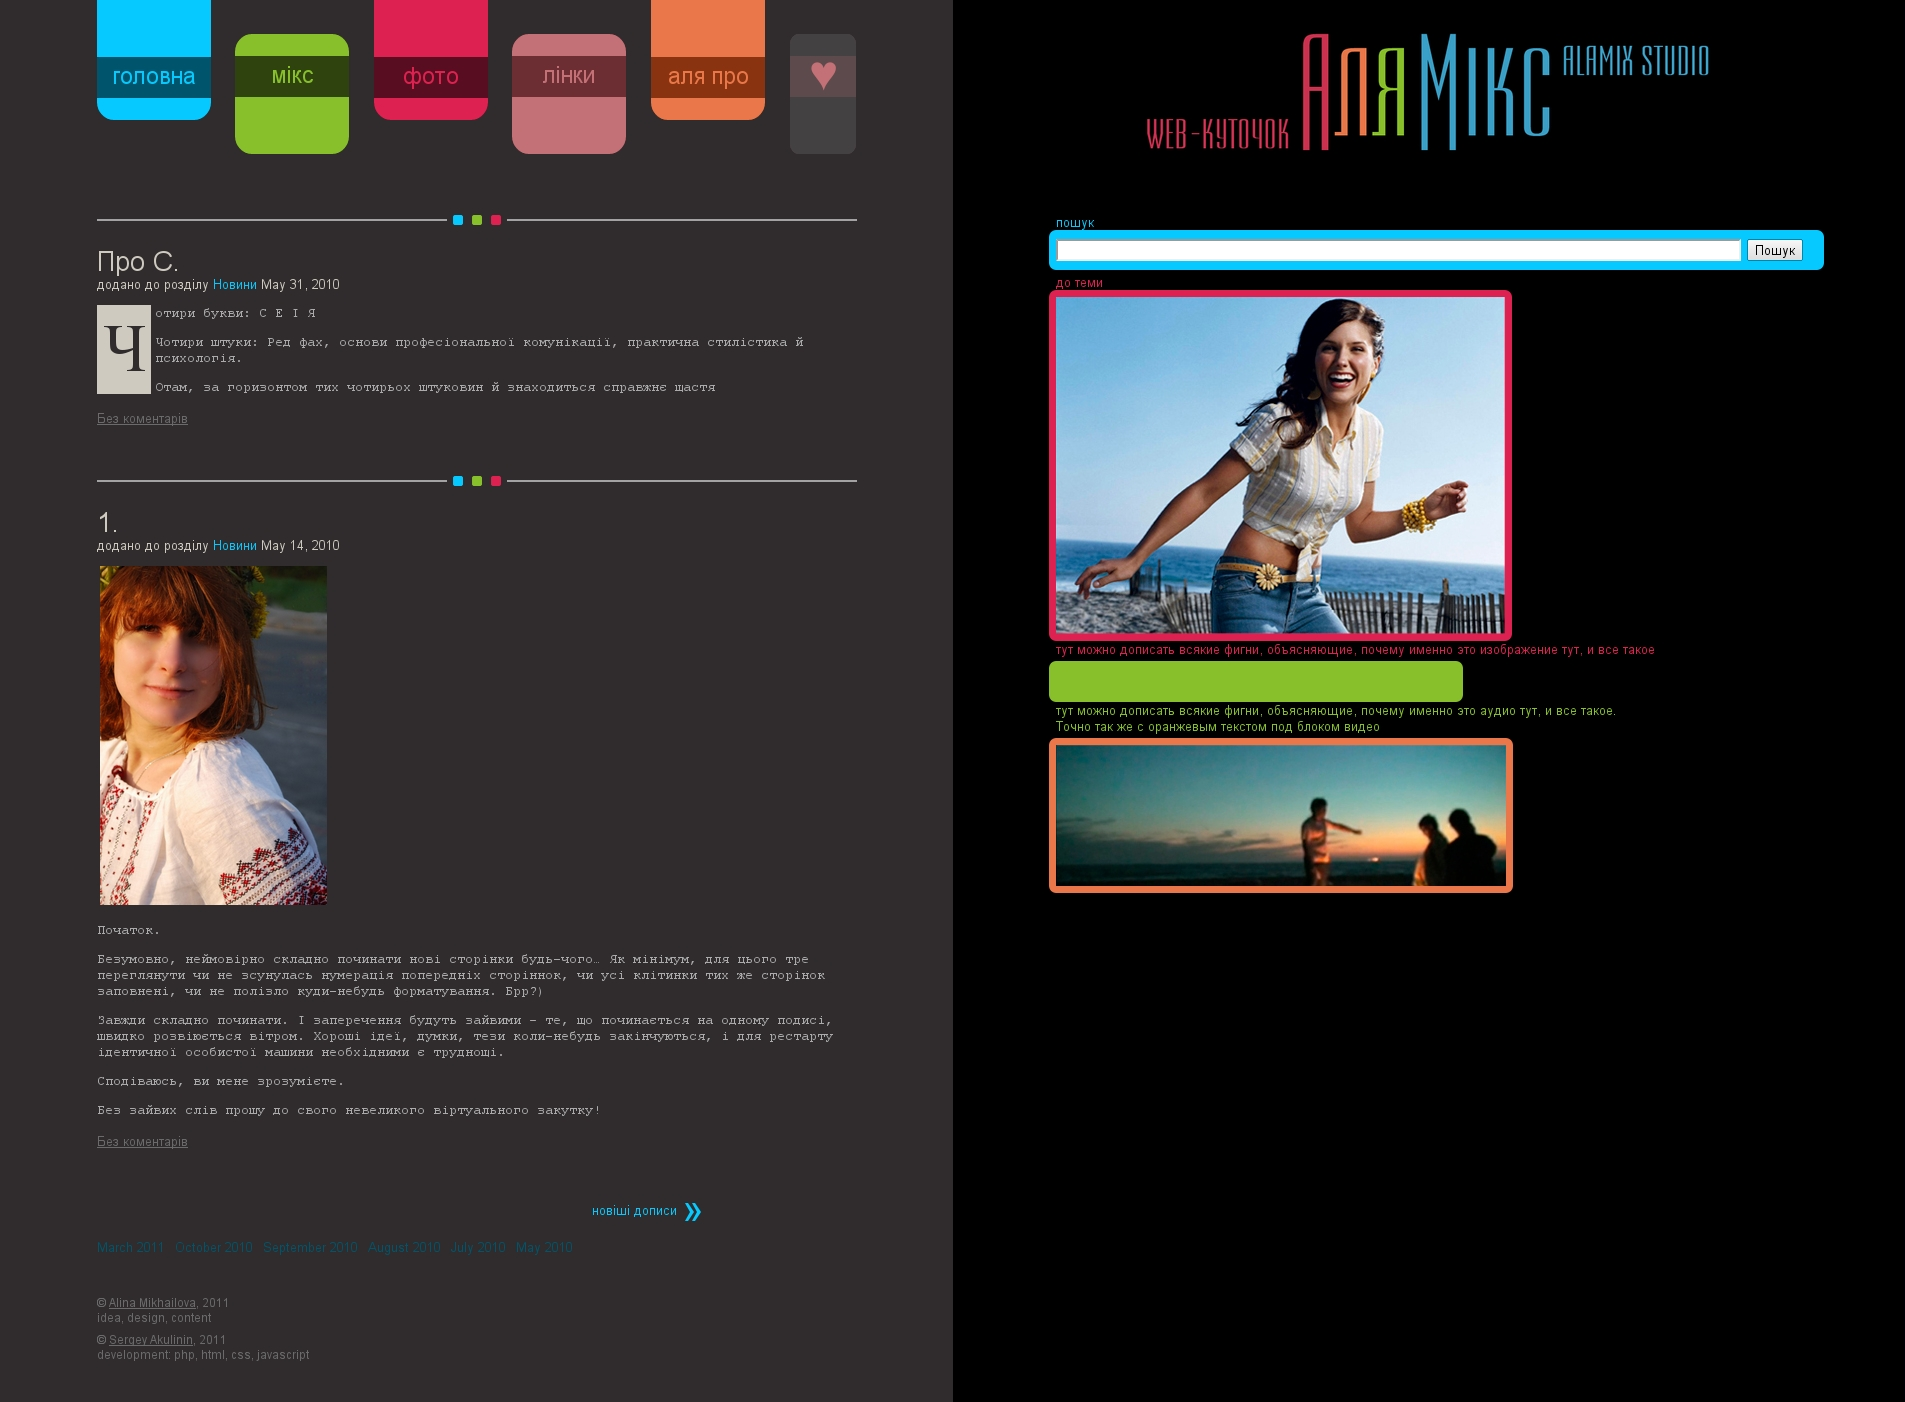 головна
мікс
фото
лінки
аля про
♥
WEB-КУТОЧОК
АЛЯМІКС
ALAMIX STUDIO
Про С.
додано до розділу Новини May 31, 2010
Ч
отири букви: С Е І Я
Чотири штуки: Ред фах, основи професіональної комунікації, практична стилістика й
психологія.
Отам, за горизонтом тих чотирьох штуковин й знаходиться справжнє щастя
Без коментарів
1.
додано до розділу Новини May 14, 2010
Початок.
Безумовно, неймовірно складно починати нові сторінки будь-чого… Як мінімум, для цього тре
переглянути чи не зсунулась нумерація попередніх сторіннок, чи усі клітинки тих же сторінок
заповнені, чи не полізло куди-небудь форматування. Брр?)
Завжди складно починати. І заперечення будуть зайвими – те, що починається на одному подисі,
швидко розвіюється вітром. Хороші ідеї, думки, тези коли-небудь закінчуються, і для рестарту
ідентичної особистої машини необхідними є труднощі.
Сподіваюсь, ви мене зрозумієте.
Без зайвих слів прошу до свого невеликого віртуального закутку!
Без коментарів
новіші дописи »
March 2011 October 2010 September 2010 August 2010 July 2010 May 2010
© Alina Mikhailova, 2011
idea, design, content
© Sergey Akulinin, 2011
development: php, html, css, javascript
пошук
Пошук
до теми
тут можно дописать всякие фигни, объясняющие, почему именно это изображение тут, и все такое
тут можно дописать всякие фигни, объясняющие, почему именно это аудио тут, и все такое.
Точно так же с оранжевым текстом под блоком видео